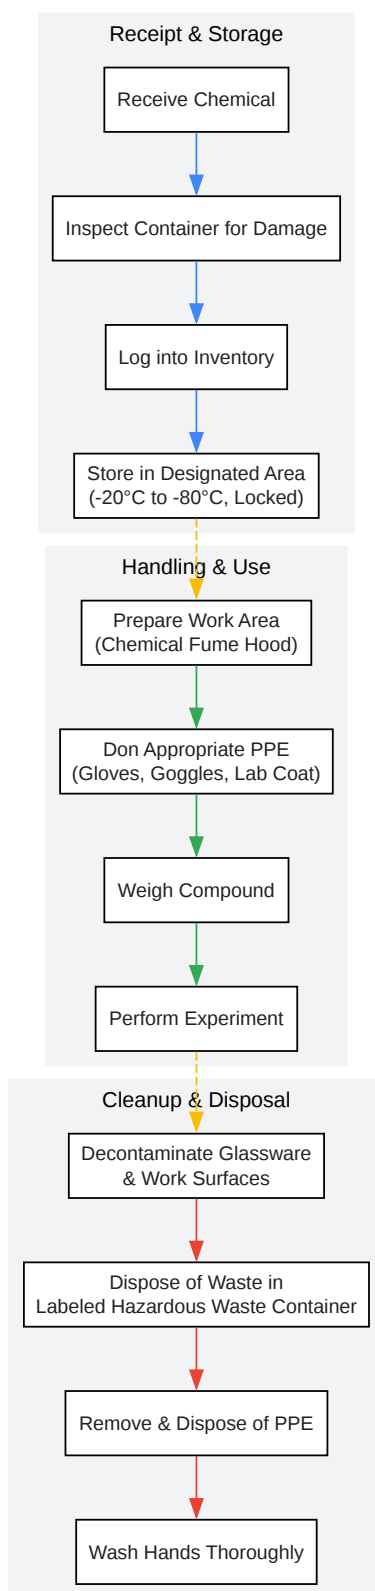 Receipt & Storage
Receive Chemical
Inspect Container for Damage
Log into Inventory
Store in Designated Area
(-20°C to -80°C, Locked)
Handling & Use
Prepare Work Area
(Chemical Fume Hood)
Don Appropriate PPE
(Gloves, Goggles, Lab Coat)
Weigh Compound
Perform Experiment
Cleanup & Disposal
Decontaminate Glassware
& Work Surfaces
Dispose of Waste in
Labeled Hazardous Waste Container
Remove & Dispose of PPE
Wash Hands Thoroughly